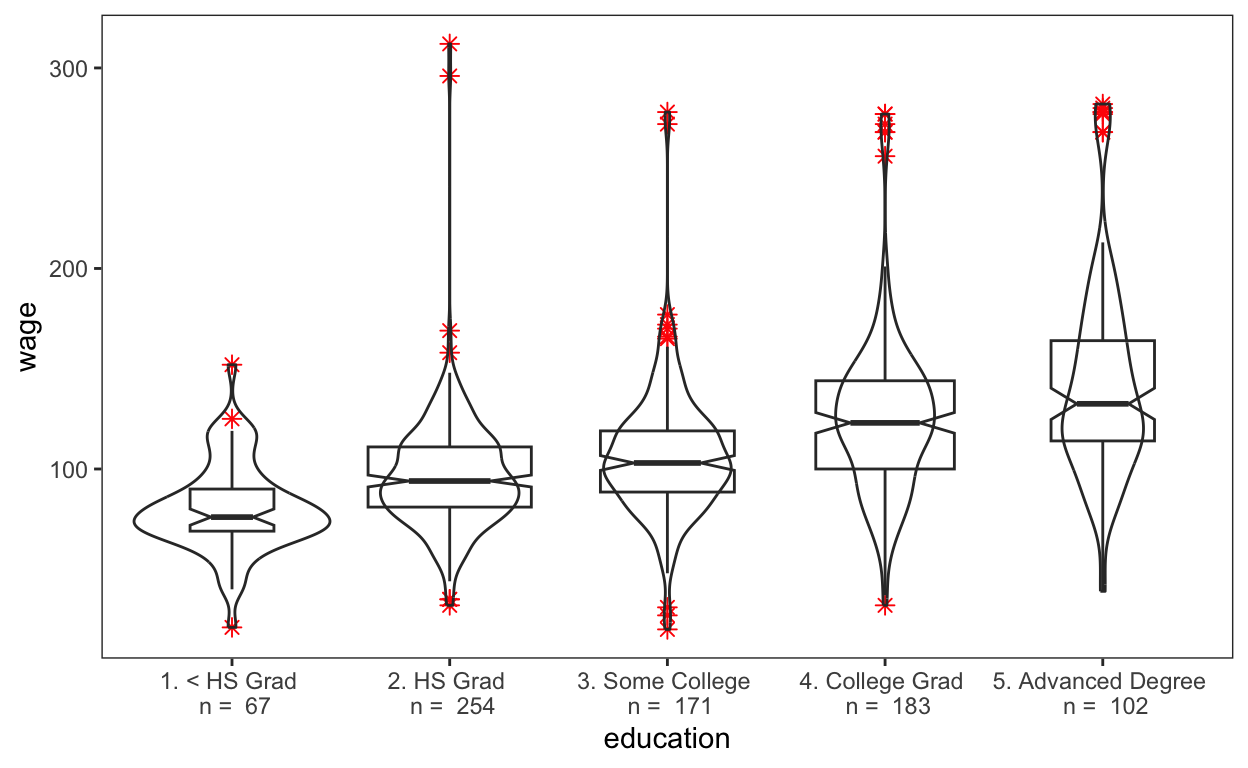 300
200
100
wage
1. < HS Grad
n = 67
2. HS Grad
n = 254
3. Some College
n = 171
4. College Grad
n = 183
5. Advanced Degree
n = 102
education